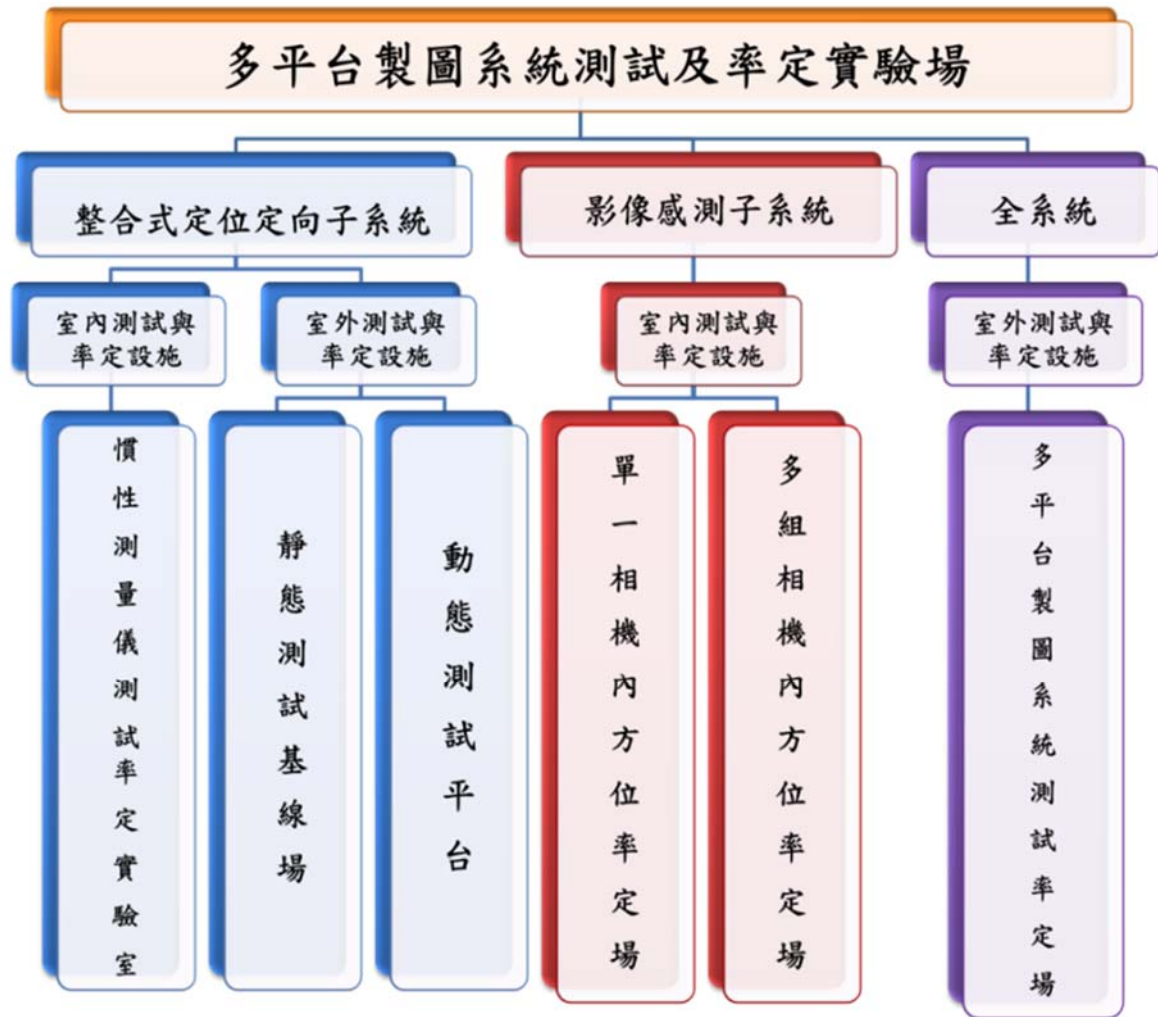 多平台製圖系統測試及率定實驗場
整合式定位定向子系統
影像感測子系統
全系統
室內測試與
率定設施
室外測試與
率定設施
室內測試與
率定設施
室外測試與
率定設施
慣性測量儀測試率定實驗室
靜態測試基線場
動態測試平台
單一相機內方位率定場
多組相機內方位率定場
多平台製圖系統測試率定場